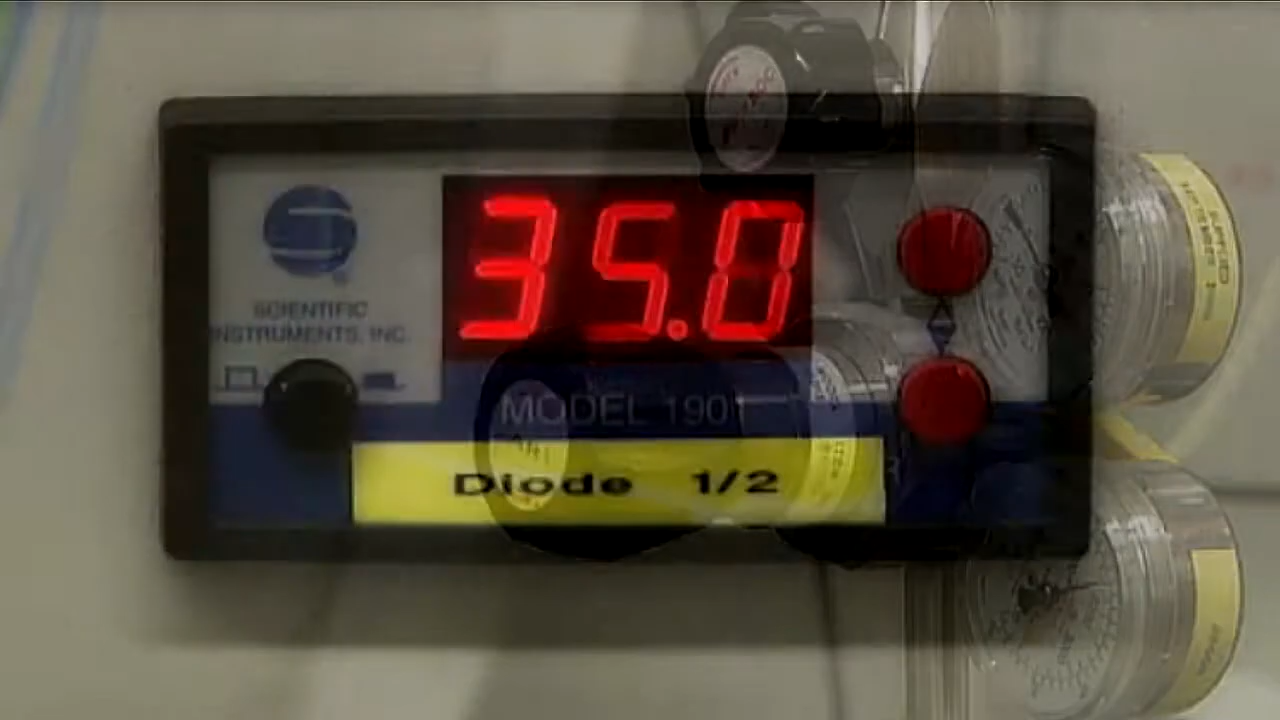 35.0
SCIENTIFIC
INSTRUMENTS, INC.
MODEL 1901
Diode 1/2